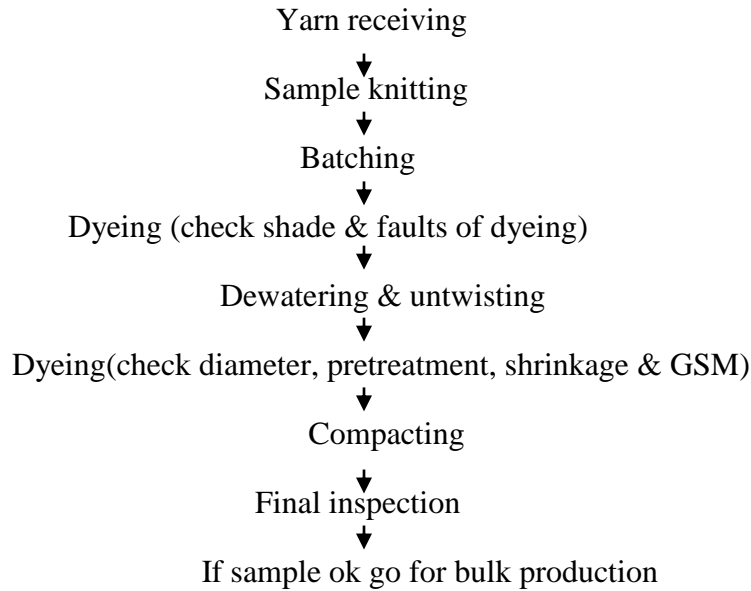 Yarn receiving
Sample knitting
Batching
Dyeing (check shade & faults of dyeing)
Dewatering & untwisting
Dyeing(check diameter, pretreatment, shrinkage & GSM)
Compacting
Final inspection
If sample ok go for bulk production